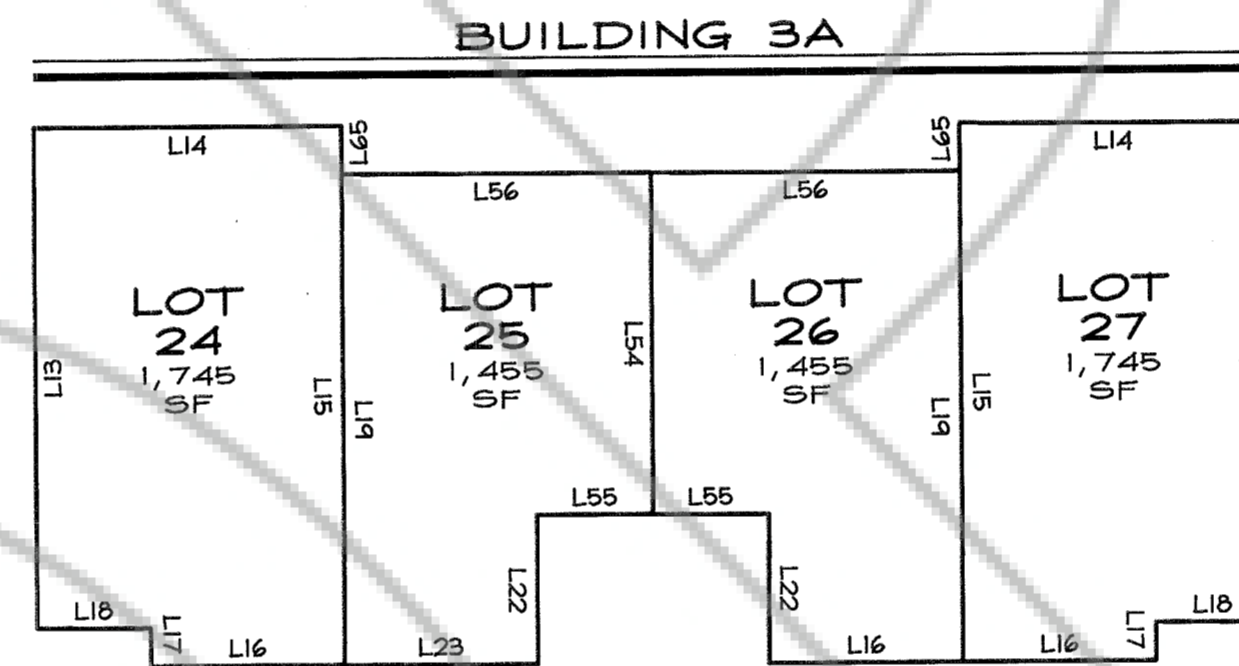 BUILDING 3A
L14
L65
L56
L56
L65
L14
LOT
24
1,745
SF
LOT
25
1,455
SF
LOT
26
1,455
SF
LOT
27
1,745
SF
L13
L15
L19
L54
L19
L15
L55
L55
L22
L22
L18
L17
L16
L23
L16
L16
L17
L18